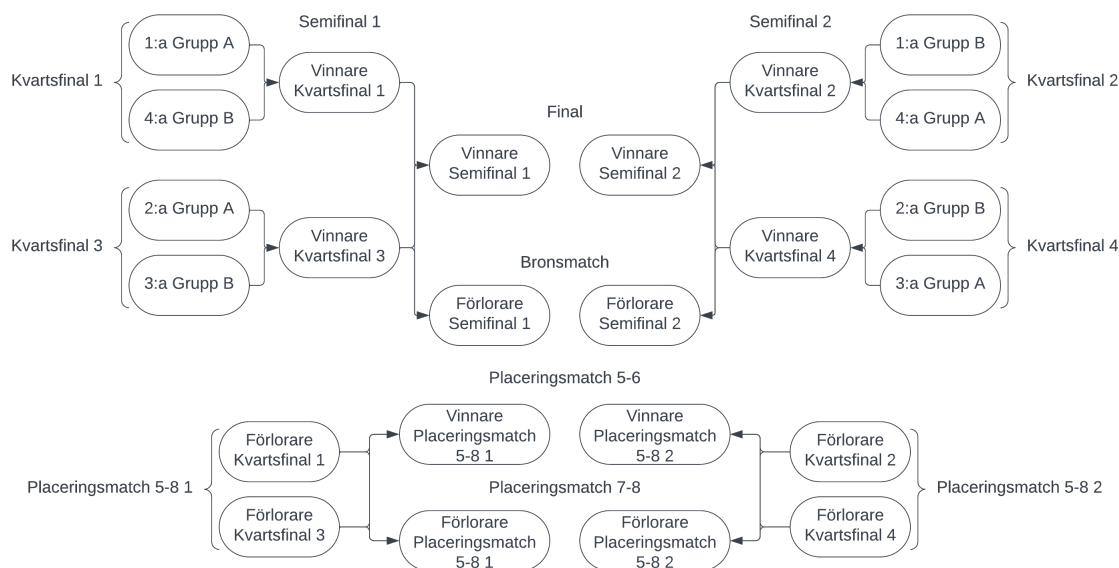 Semifinal 1
Semifinal 2
1:a Grupp A
1:a Grupp B
Kvartsfinal 1
Vinnare
Kvartsfinal 1
Vinnare
Kvartsfinal 2
Kvartsfinal 2
4:a Grupp B
4:a Grupp A
Final
Vinnare
Semifinal 1
Vinnare
Semifinal 2
2:a Grupp A
2:a Grupp B
Kvartsfinal 3
Vinnare
Kvartsfinal 3
Vinnare
Kvartsfinal 4
Kvartsfinal 4
3:a Grupp B
3:a Grupp A
Bronsmatch
Förlorare
Semifinal 1
Förlorare
Semifinal 2
Placeringsmatch 5-6
Förlorare
Kvartsfinal 1
Vinnare
Placeringsmatch
5-8 1
Vinnare
Placeringsmatch
5-8 2
Förlorare
Kvartsfinal 2
Placeringsmatch 5-8 1
Placeringsmatch 7-8
Placeringsmatch 5-8 2
Förlorare
Kvartsfinal 3
Förlorare
Placeringsmatch
5-8 1
Förlorare
Placeringsmatch
5-8 2
Förlorare
Kvartsfinal 4